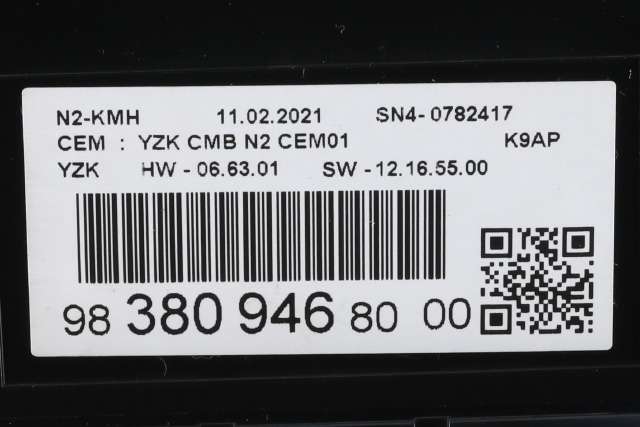 N2-KMH 11.02.2021 SN4- 0782417
CEM : YZK CMB N2 CEM01 K9AP
YZK HW - 06.63.01 SW - 12.16.55.00
98 380 946 80 00